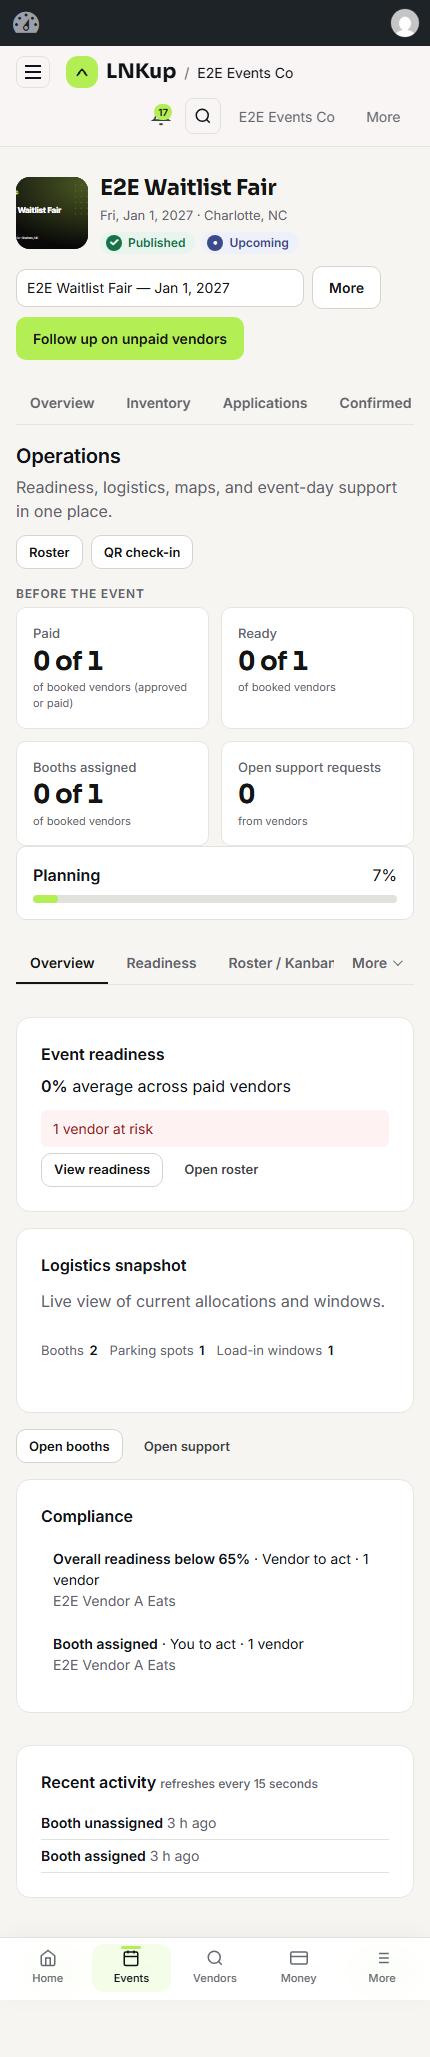 LNKup / E2E Events Co
17
E2E Events Co More
Waitlist Fair
E2E Waitlist Fair
Fri, Jan 1, 2027 · Charlotte, NC
Published Upcoming
E2E Waitlist Fair — Jan 1, 2027 More
Follow up on unpaid vendors
Overview Inventory Applications Confirmed
Operations
Readiness, logistics, maps, and event-day support
in one place.
Roster QR check-in
BEFORE THE EVENT
Paid
0 of 1
of booked vendors (approved
or paid)
Ready
0 of 1
of booked vendors
Booths assigned
0 of 1
of booked vendors
Open support requests
0
from vendors
Planning 7%
Overview Readiness Roster / Kanban More
Event readiness
0% average across paid vendors
1 vendor at risk
View readiness Open roster
Logistics snapshot
Live view of current allocations and windows.
Booths 2 Parking spots 1 Load-in windows 1
Open booths Open support
Compliance
Overall readiness below 65% · Vendor to act · 1
vendor
E2E Vendor A Eats
Booth assigned · You to act · 1 vendor
E2E Vendor A Eats
Recent activity refreshes every 15 seconds
Booth unassigned 3 h ago
Booth assigned 3 h ago
Home Events Vendors Money More